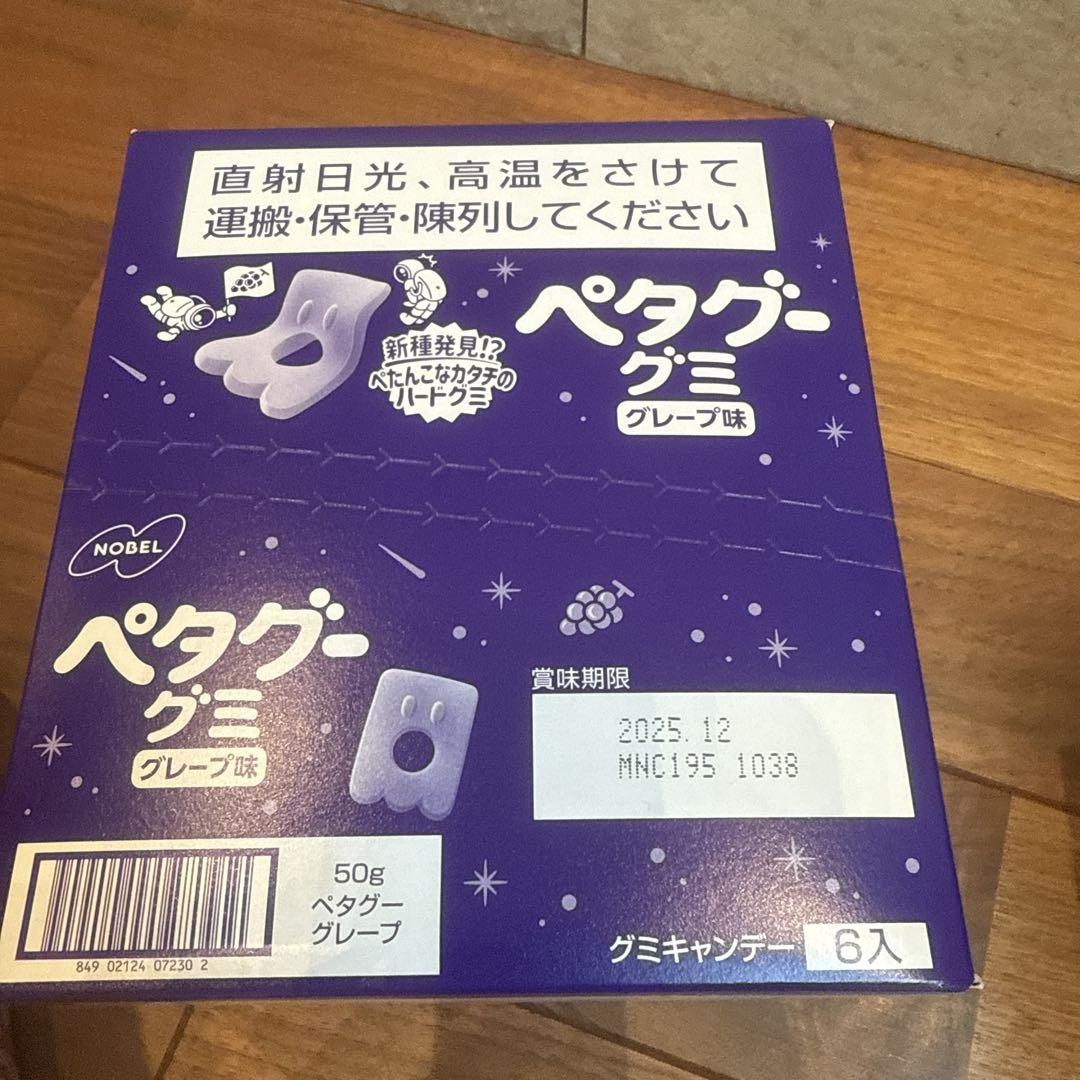 直射日光、高温をさけて
運搬・保管・陳列してください
新種発見!?
ぺたんこなカタチの
ハードグミ
ペタグー
グミ
グレープ味
NOBEL
ペタグー
グミ
グレープ味
賞味期限
2025.12
MNC195 1038
50g
ペタグー
グレープ
849 02124 07230 2
グミキャンデー 6入